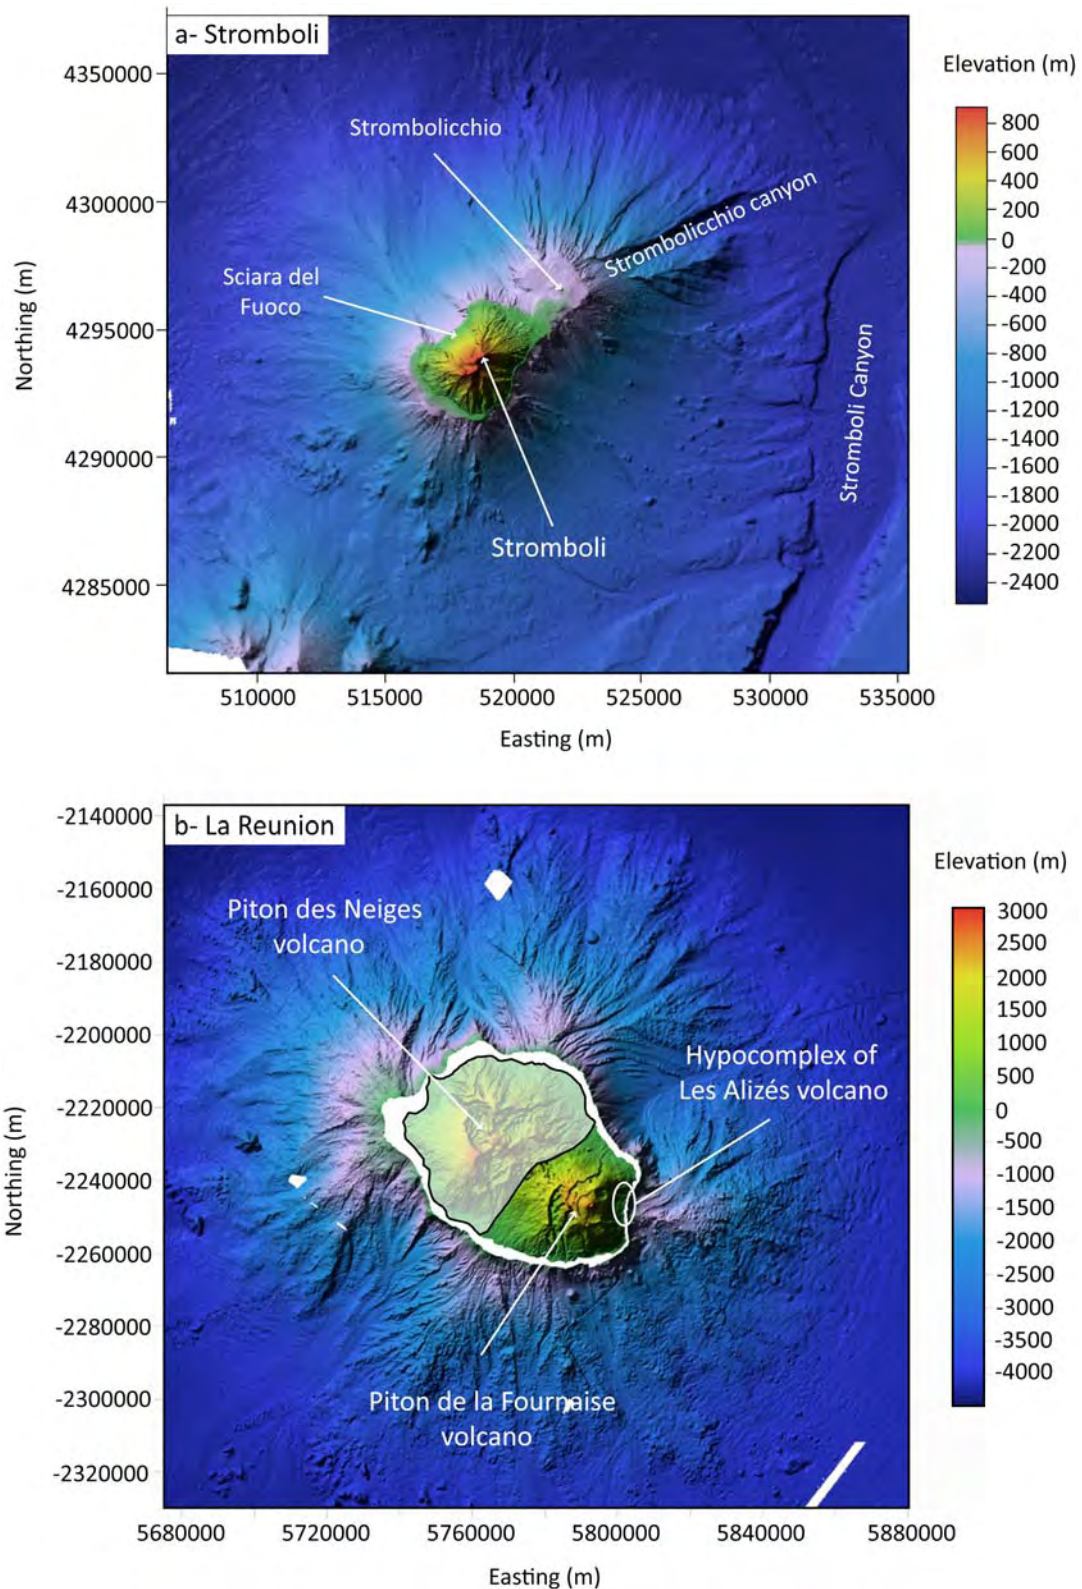 a- Stromboli
Elevation (m)
4350000
4300000
4295000
4290000
4285000
Northing (m)
Strombolicchio
Strombolicchio canyon
Sciara del
Fuoco
Stromboli Canyon
Stromboli
800
600
400
200
0
-200
-400
-600
-800
-1000
-1200
-1400
-1600
-1800
-2000
-2200
-2400
510000
515000
520000
525000
530000
535000
Easting (m)
b- La Reunion
Elevation (m)
-2140000
-2160000
-2180000
-2200000
-2220000
-2240000
-2260000
-2280000
-2300000
-2320000
Northing (m)
Piton des Neiges
volcano
Hypocomplex of
Les Alizés volcano
Piton de la Fournaise
volcano
3000
2500
2000
1500
1000
500
0
-500
-1000
-1500
-2000
-2500
-3000
-3500
-4000
5680000
5720000
5760000
5800000
5840000
5880000
Easting (m)